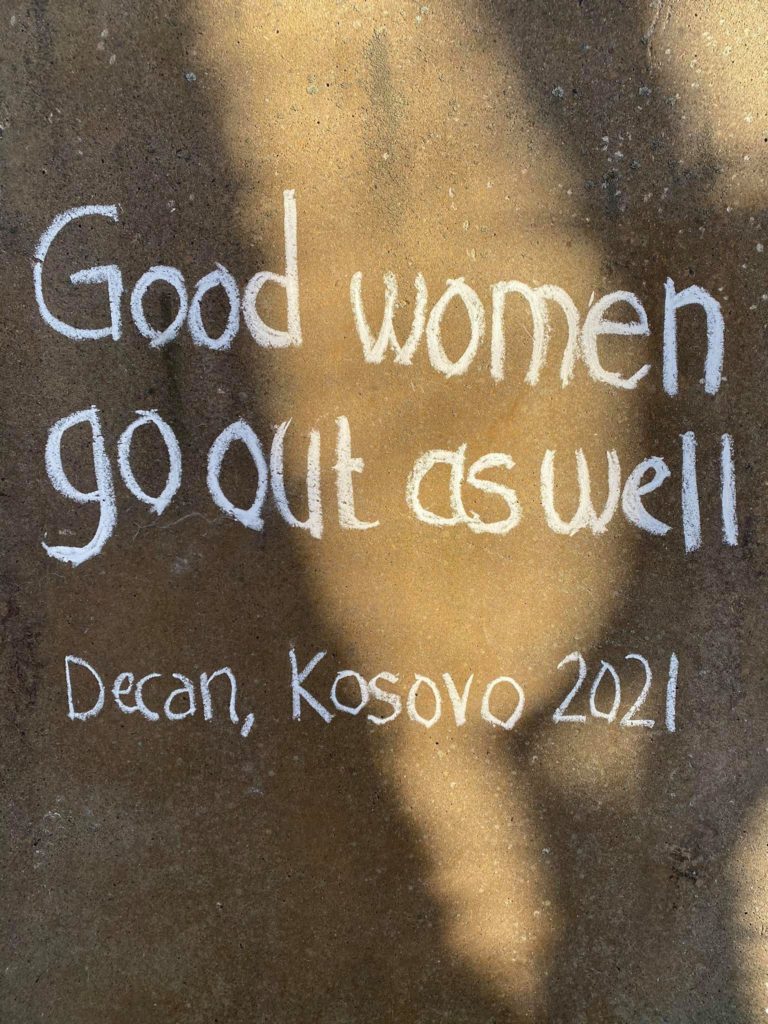 Good women
go out as well
Decan, Kosovo 2021